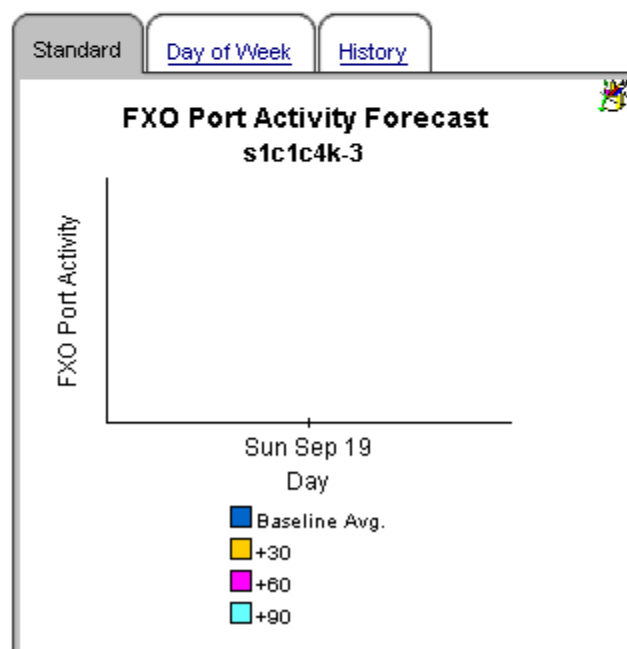 Standard
Day of Week
History
FXO Port Activity Forecast
s1c1c4k-3
FXO Port Activity
Sun Sep 19
Day
Baseline Avg.
+30
+60
+90